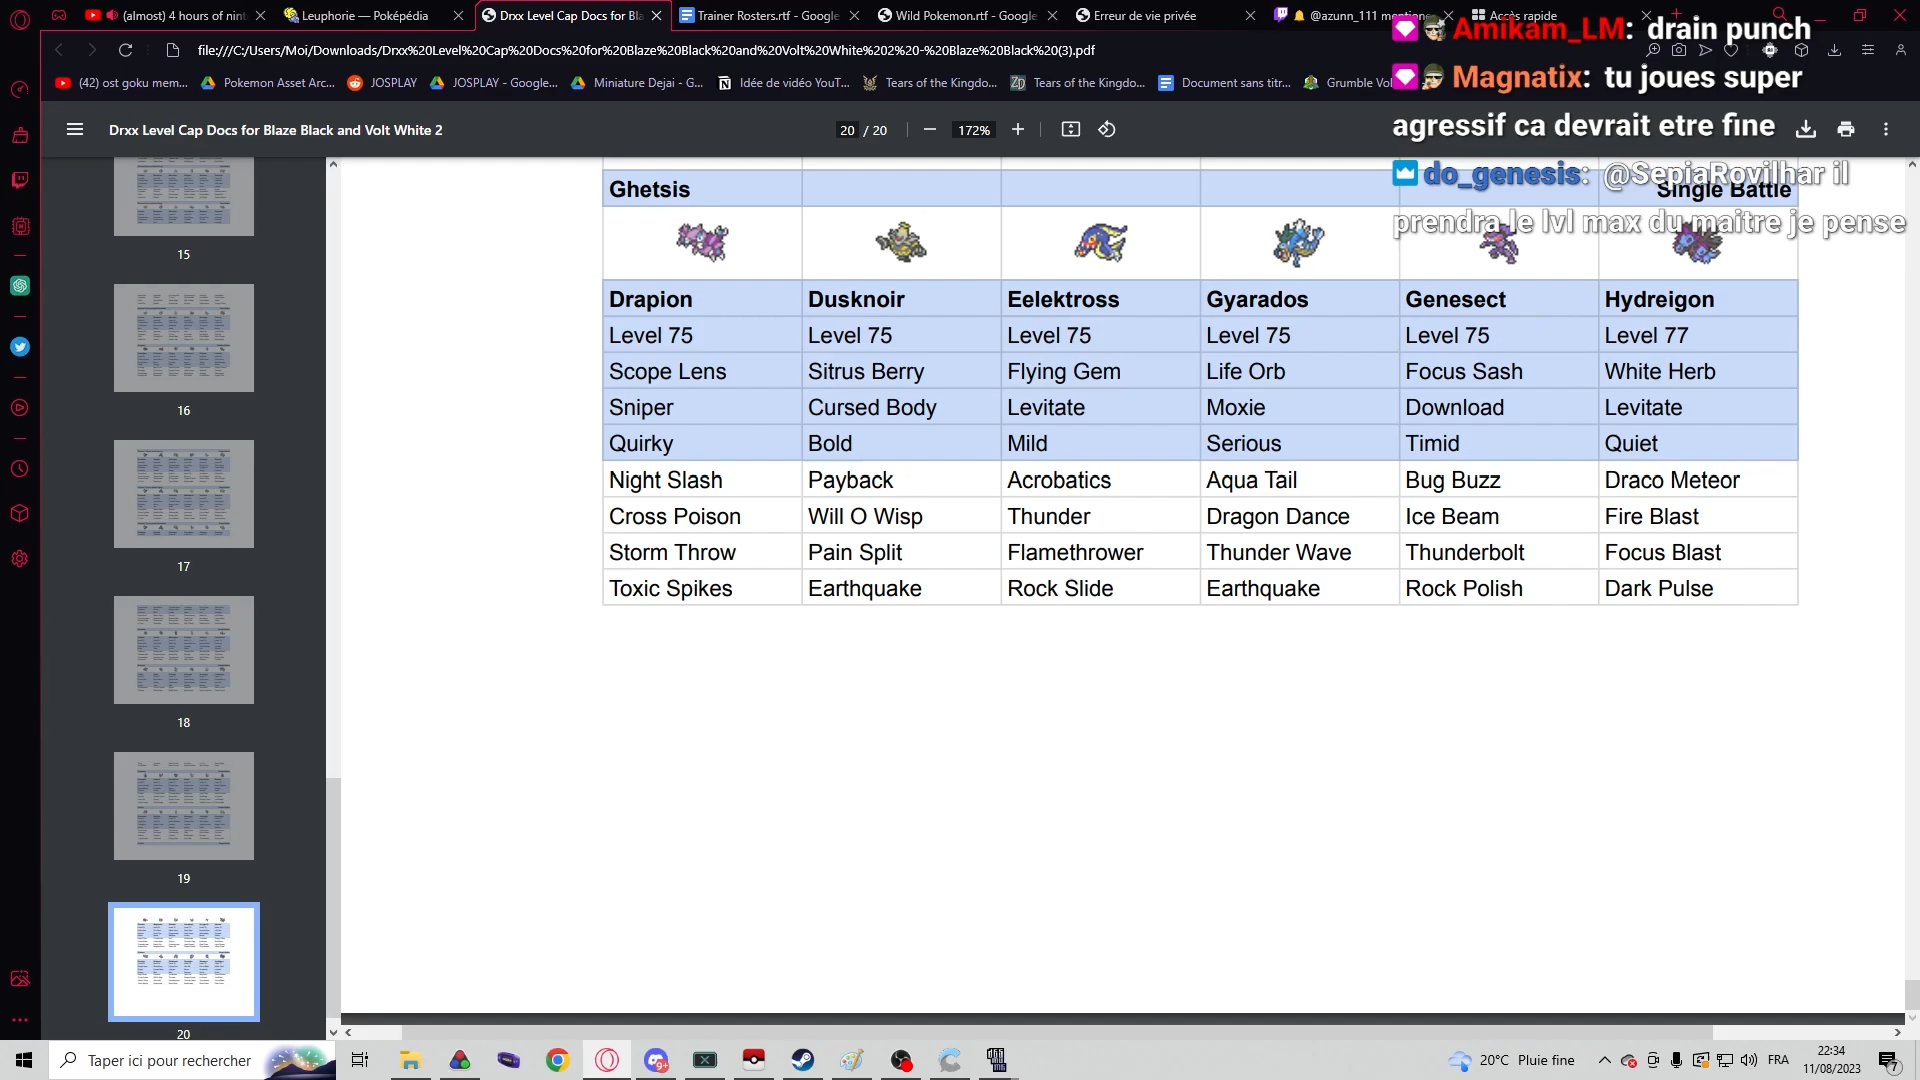 (almost) 4 hours of nint
Leuphorie — Poképédia
Drxx Level Cap Docs for Bla
Trainer Rosters.rtf - Google
Wild Pokemon.rtf - Google
Erreur de vie privée
@azunn_111 mentionne
Accès rapide
file:///C:/Users/Moi/Downloads/Drxx%20Level%20Cap%20Docs%20for%20Blaze%20Black%20and%20Volt%20White%202%20-%20Blaze%20Black%20(3).pdf
(42) ost goku mem...
Pokemon Asset Arc...
JOSPLAY
JOSPLAY - Google...
Miniature Dejai - G...
Idée de vidéo YouT...
Tears of the Kingdo...
Tears of the Kingdo...
Document sans titr...
Grumble Vo
Amikam_LM: drain punch
Magnatix: tu joues super
agressif ca devrait etre fine
do_genesis: @SepiaRovilhar il
prendra le lvl max du maitre je pense
Drxx Level Cap Docs for Blaze Black and Volt White 2
20 / 20
172%
15
16
17
18
19
20
Ghetsis Single Battle
Drapion Dusknoir Eelektross Gyarados Genesect Hydreigon
Level 75 Level 75 Level 75 Level 75 Level 75 Level 77
Scope Lens Sitrus Berry Flying Gem Life Orb Focus Sash White Herb
Sniper Cursed Body Levitate Moxie Download Levitate
Quirky Bold Mild Serious Timid Quiet
Night Slash Payback Acrobatics Aqua Tail Bug Buzz Draco Meteor
Cross Poison Will O Wisp Thunder Dragon Dance Ice Beam Fire Blast
Storm Throw Pain Split Flamethrower Thunder Wave Thunderbolt Focus Blast
Toxic Spikes Earthquake Rock Slide Earthquake Rock Polish Dark Pulse
Taper ici pour rechercher
9+
20°C Pluie fine
FRA
22:34
11/08/2023
7